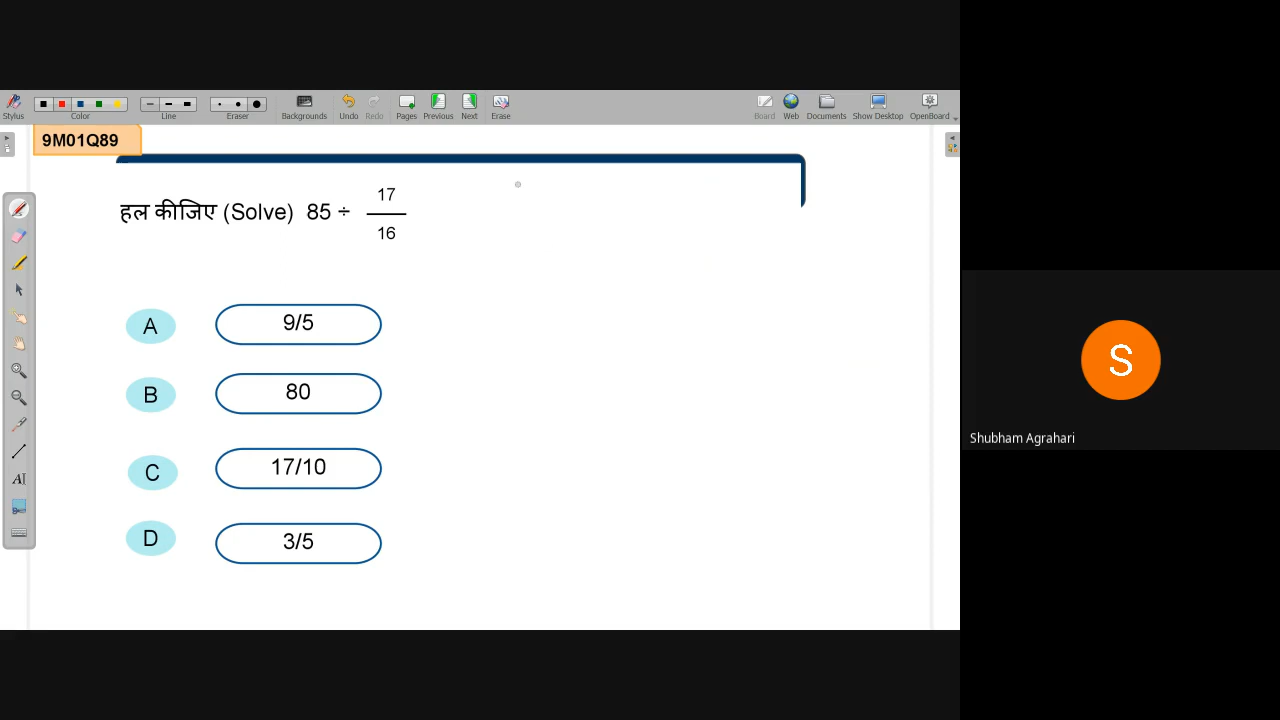 Stylus
Color
Line
Eraser
Backgrounds
Undo
Redo
Pages
Previous
Next
Erase
Board
Web
Documents
Show Desktop
OpenBoard
9M01Q89
हल कीजिए (Solve) 85 ÷ 17
16
A 9/5
B 80
C 17/10
D 3/5
AI
S
Shubham Agrahari